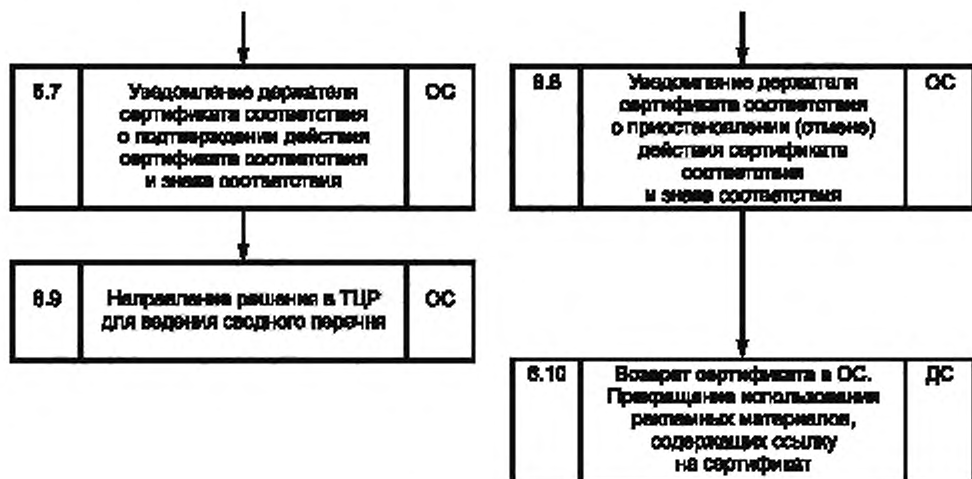 6.7
Уведомление держателя
сертификата соответствия
о подтверждении действия
сертификата соответствия
и знака соответствия
ОС
6.8
Уведомление держателя
сертификата соответствия
о приостановлении (отмене)
действия сертификата
соответствия
и знака соответствия
ОС
6.9
Направление решения в ТЦР
для ведения сводного перечня
ОС
6.10
Возврат сертификата в ОС.
Прекращение использования
рекламных материалов,
содержащих ссылку
на сертификат
ДС